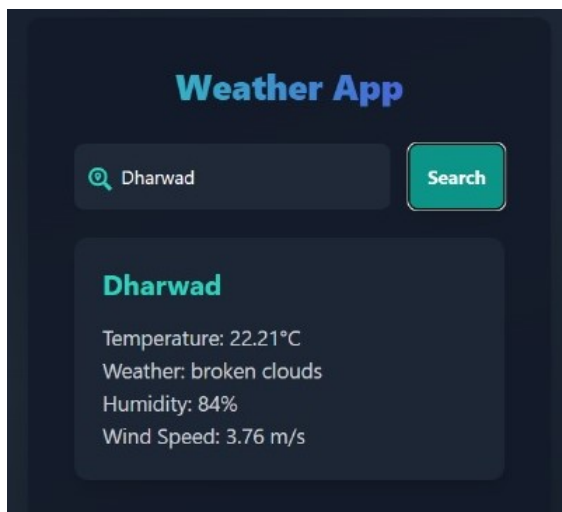 Weather App
Dharwad
Search
Dharwad
Temperature: 22.21°C
Weather: broken clouds
Humidity: 84%
Wind Speed: 3.76 m/s